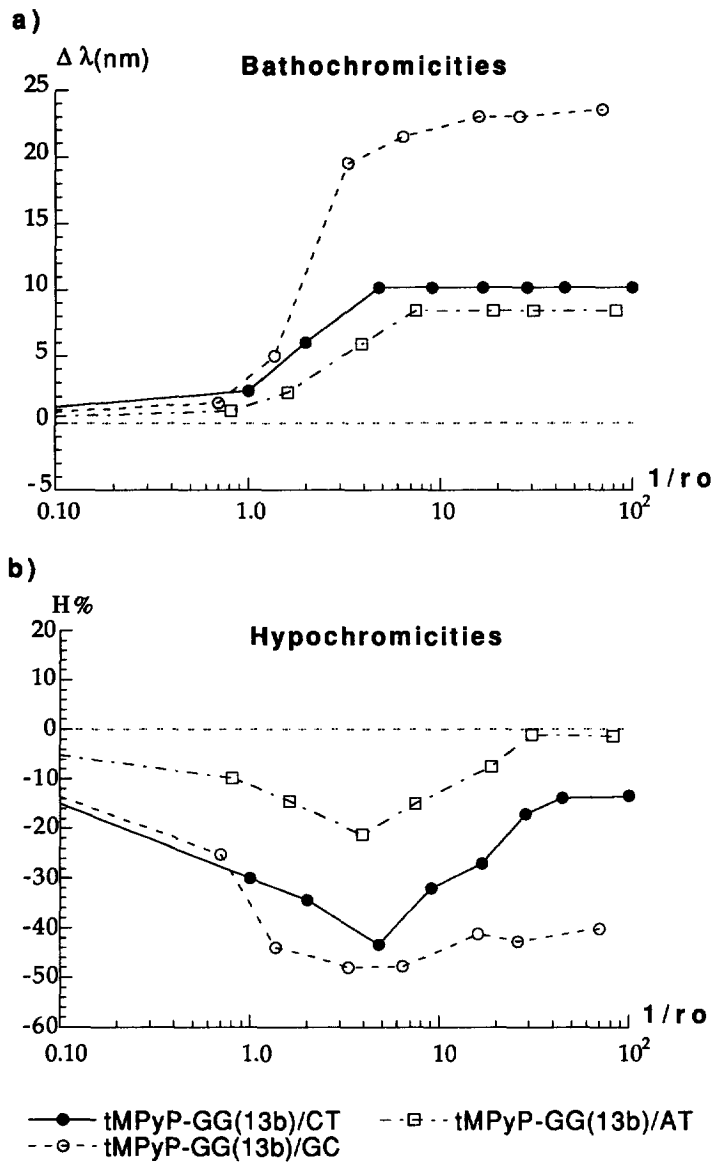 a)
Δ λ(nm)
Bathochromicities
25
20
15
10
5
0
-5
0.10 1.0 10 10²
1/ro
b)
H%
Hypochromicities
20
10
0
-10
-20
-30
-40
-50
-60
0.10 1.0 10 10²
1/ro
tMPyP-GG(13b)/CT tMPyP-GG(13b)/AT
tMPyP-GG(13b)/GC